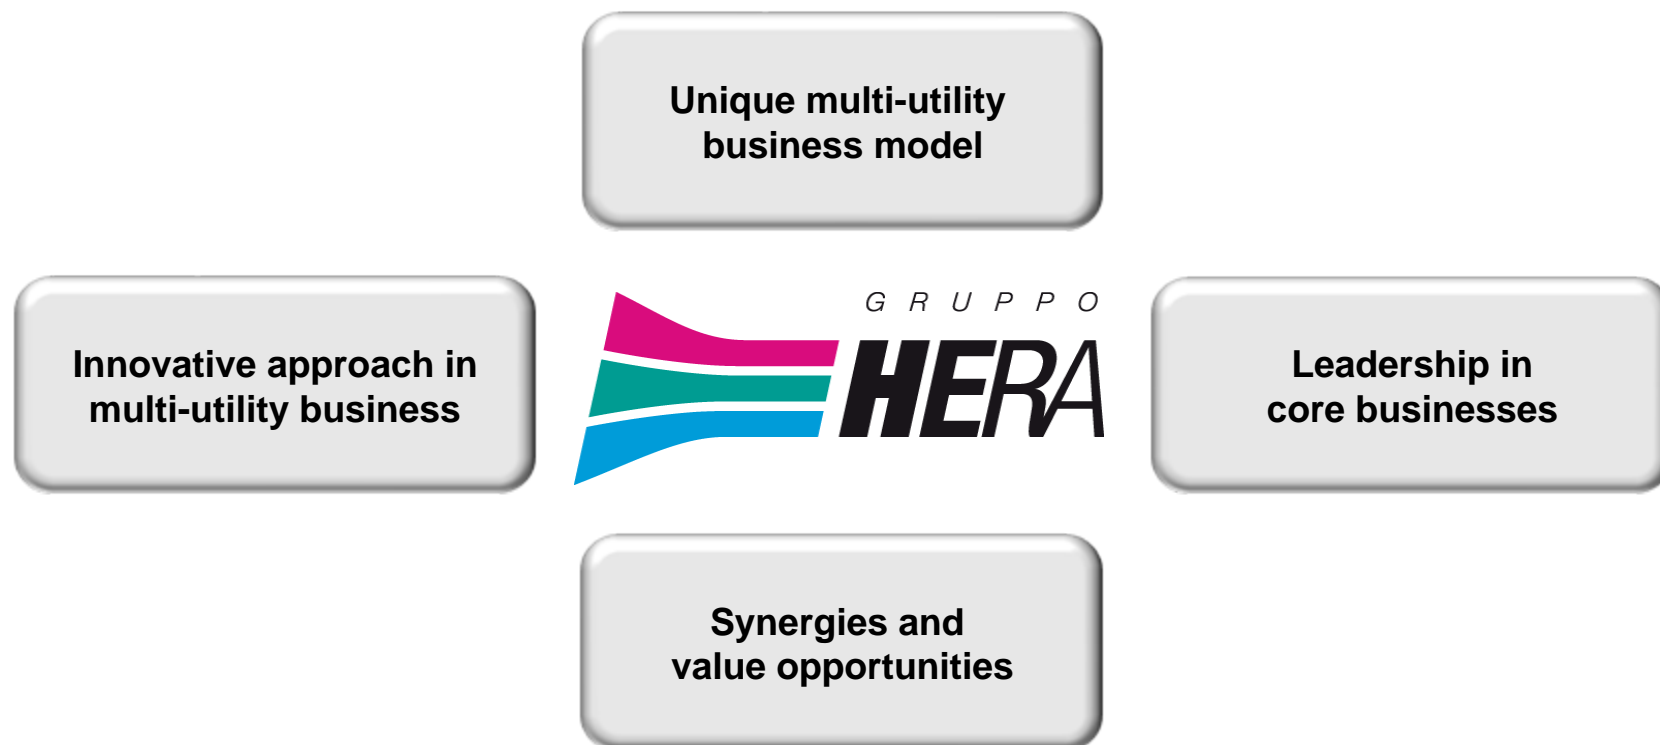 Unique multi-utility
business model
Innovative approach in
multi-utility business
GRUPPO
HERA
Leadership in
core businesses
Synergies and
value opportunities